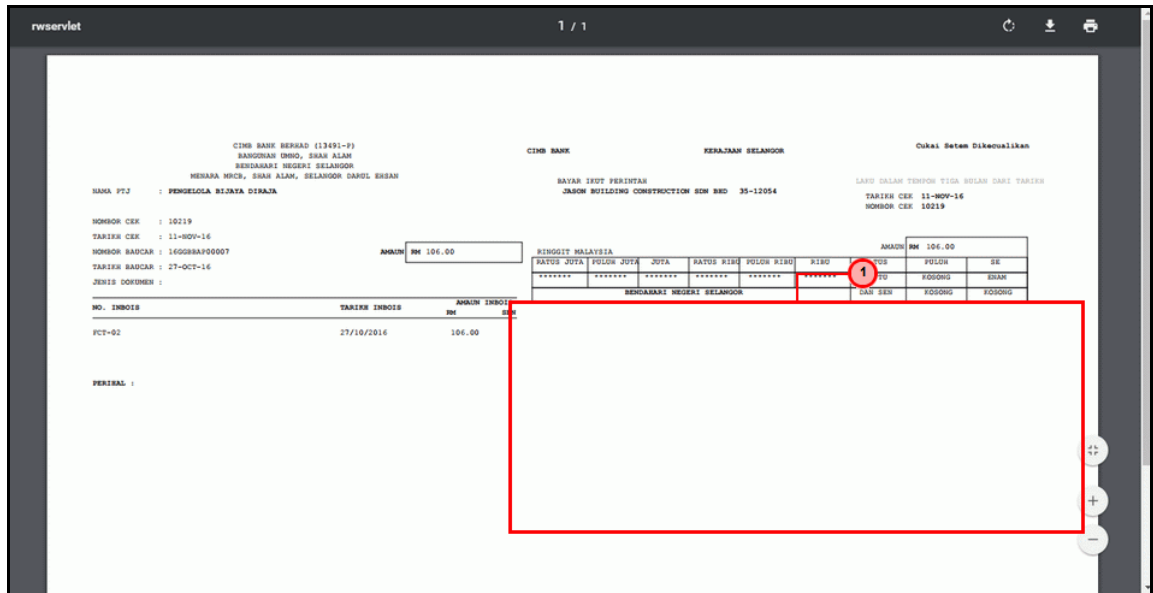 rwservlet
1 / 1
CIMB BANK BERHAD (13491-P)
BANGUNAN UMNO, SHAH ALAM
BENDAHARI NEGERI SELANGOR
MENARA MRCB, SHAH ALAM, SELANGOR DARUL EHSAN
NAMA PTJ : PENGELOLA BIJAYA DIRAJA
NOMBOR CEK : 10219
TARIKH CEK : 11-NOV-16
NOMBOR BAUCAR : 16GGBBAP00007
AMAUN RM 106.00
TARIKH BAUCAR : 27-OCT-16
JENIS DOKUMEN :
NO. INBOIS TARIKH INBOIS AMAUN INBOIS
RM SEN
FCT-02 27/10/2016 106.00
PERIHAL :
CIMB BANK KERAJAAN SELANGOR Cukai Setem Dikecualikan
BAYAR IKUT PERINTAH
JASON BUILDING CONSTRUCTION SDN BHD 35-12054
LAKU DALAM TEMPOH TIGA BULAN DARI TARIKH
TARIKH CEK 11-NOV-16
NOMBOR CEK 10219
RINGGIT MALAYSIA AMAUN RM 106.00
RATUS JUTA PULUH JUTA JUTA RATUS RIBU PULUH RIBU RIBU TUS PULUH SE
******* ******* ******* ******* ******* ******* TU KOSONG ENAM
BENDAHARI NEGERI SELANGOR DAN SEN KOSONG KOSONG
1